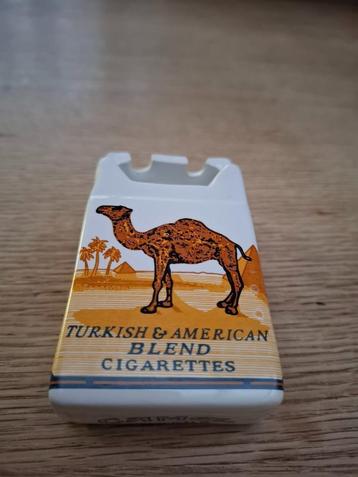 TURKISH & AMERICAN
BLEND
CIGARETTES